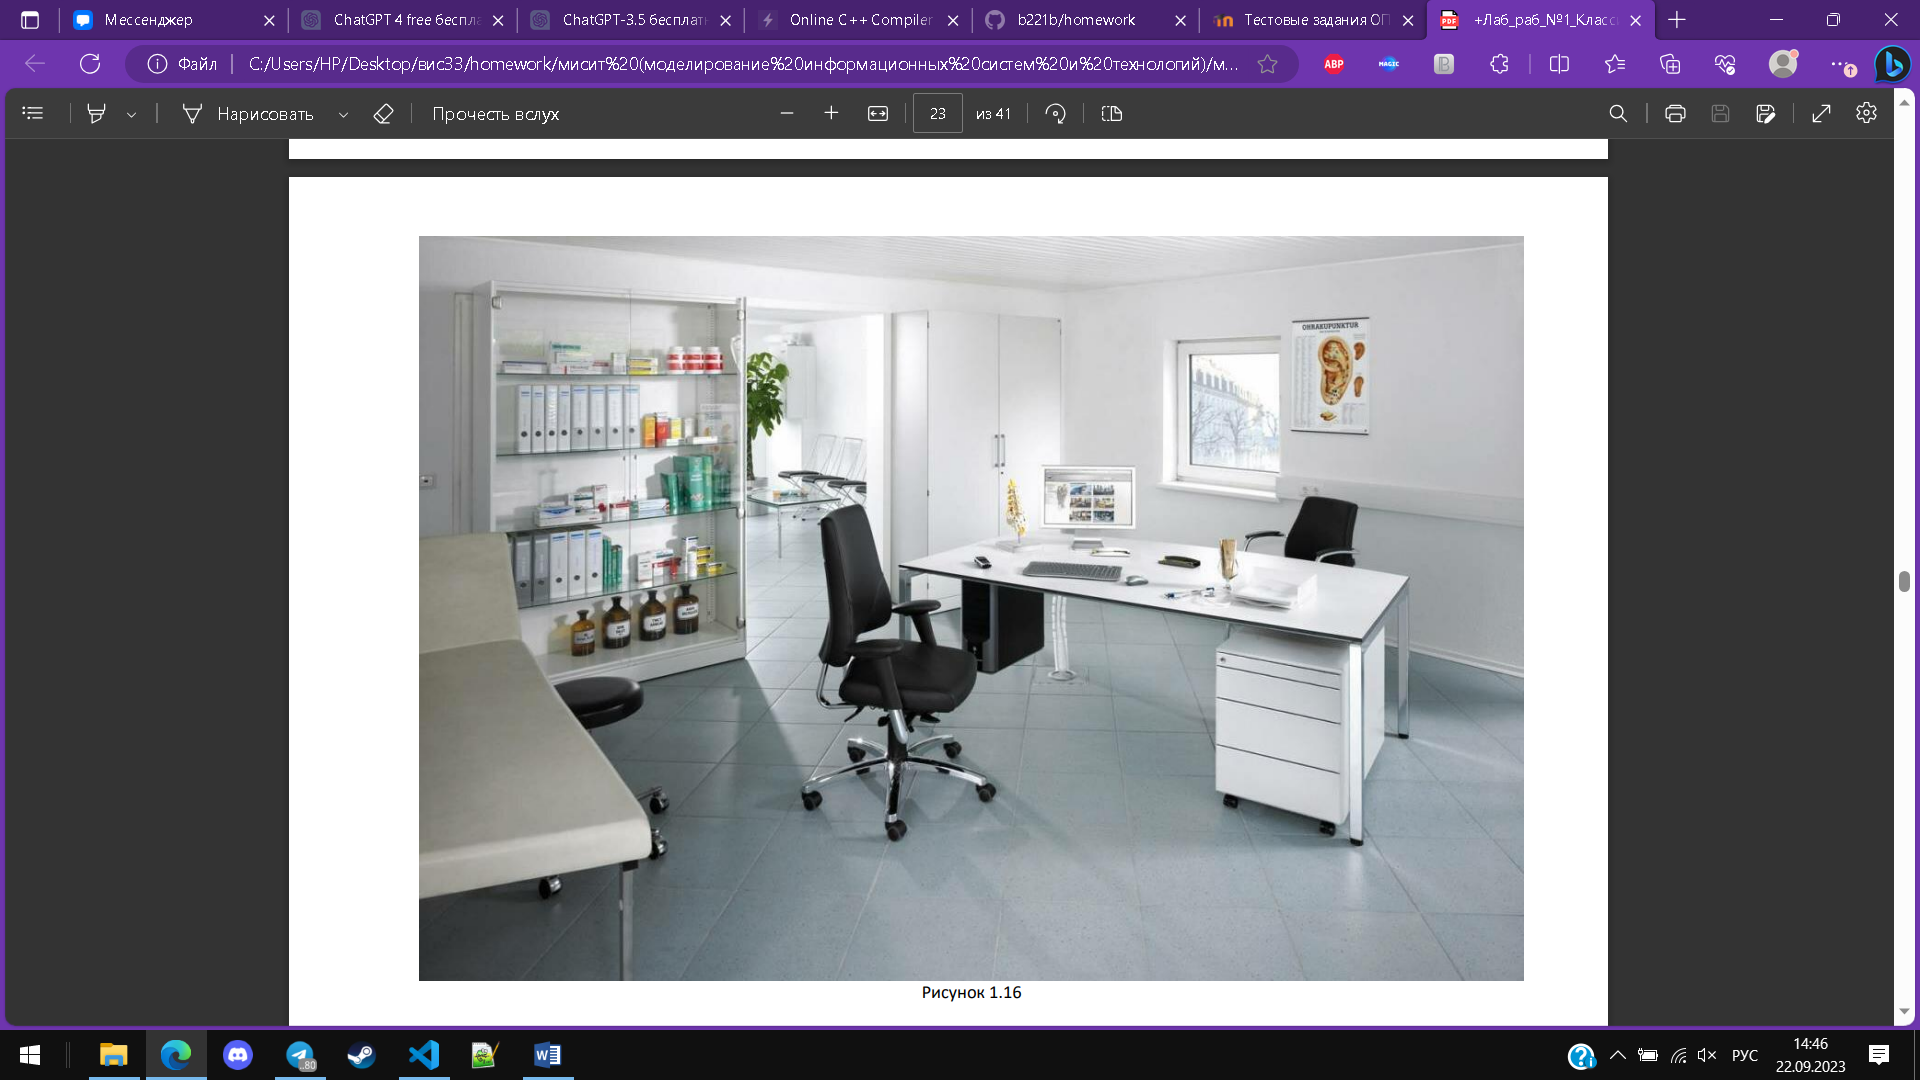 Мессенджер
ChatGPT 4 free беспла
ChatGPT-3.5 бесплат
Online C++ Compiler
b221b/homework
Тестовые задания ОП
+Лаб_раб_№1_Класс
Файл
C:/Users/HP/Desktop/вис33/homework/мисит%20(моделирование%20информационных%20систем%20и%20технологий)/м...
ABP
MAGIC
Нарисовать
Прочесть вслух
23
из 41
OHRAKUPUNKTUR
Рисунок 1.16
80
РУС
14:46
22.09.2023